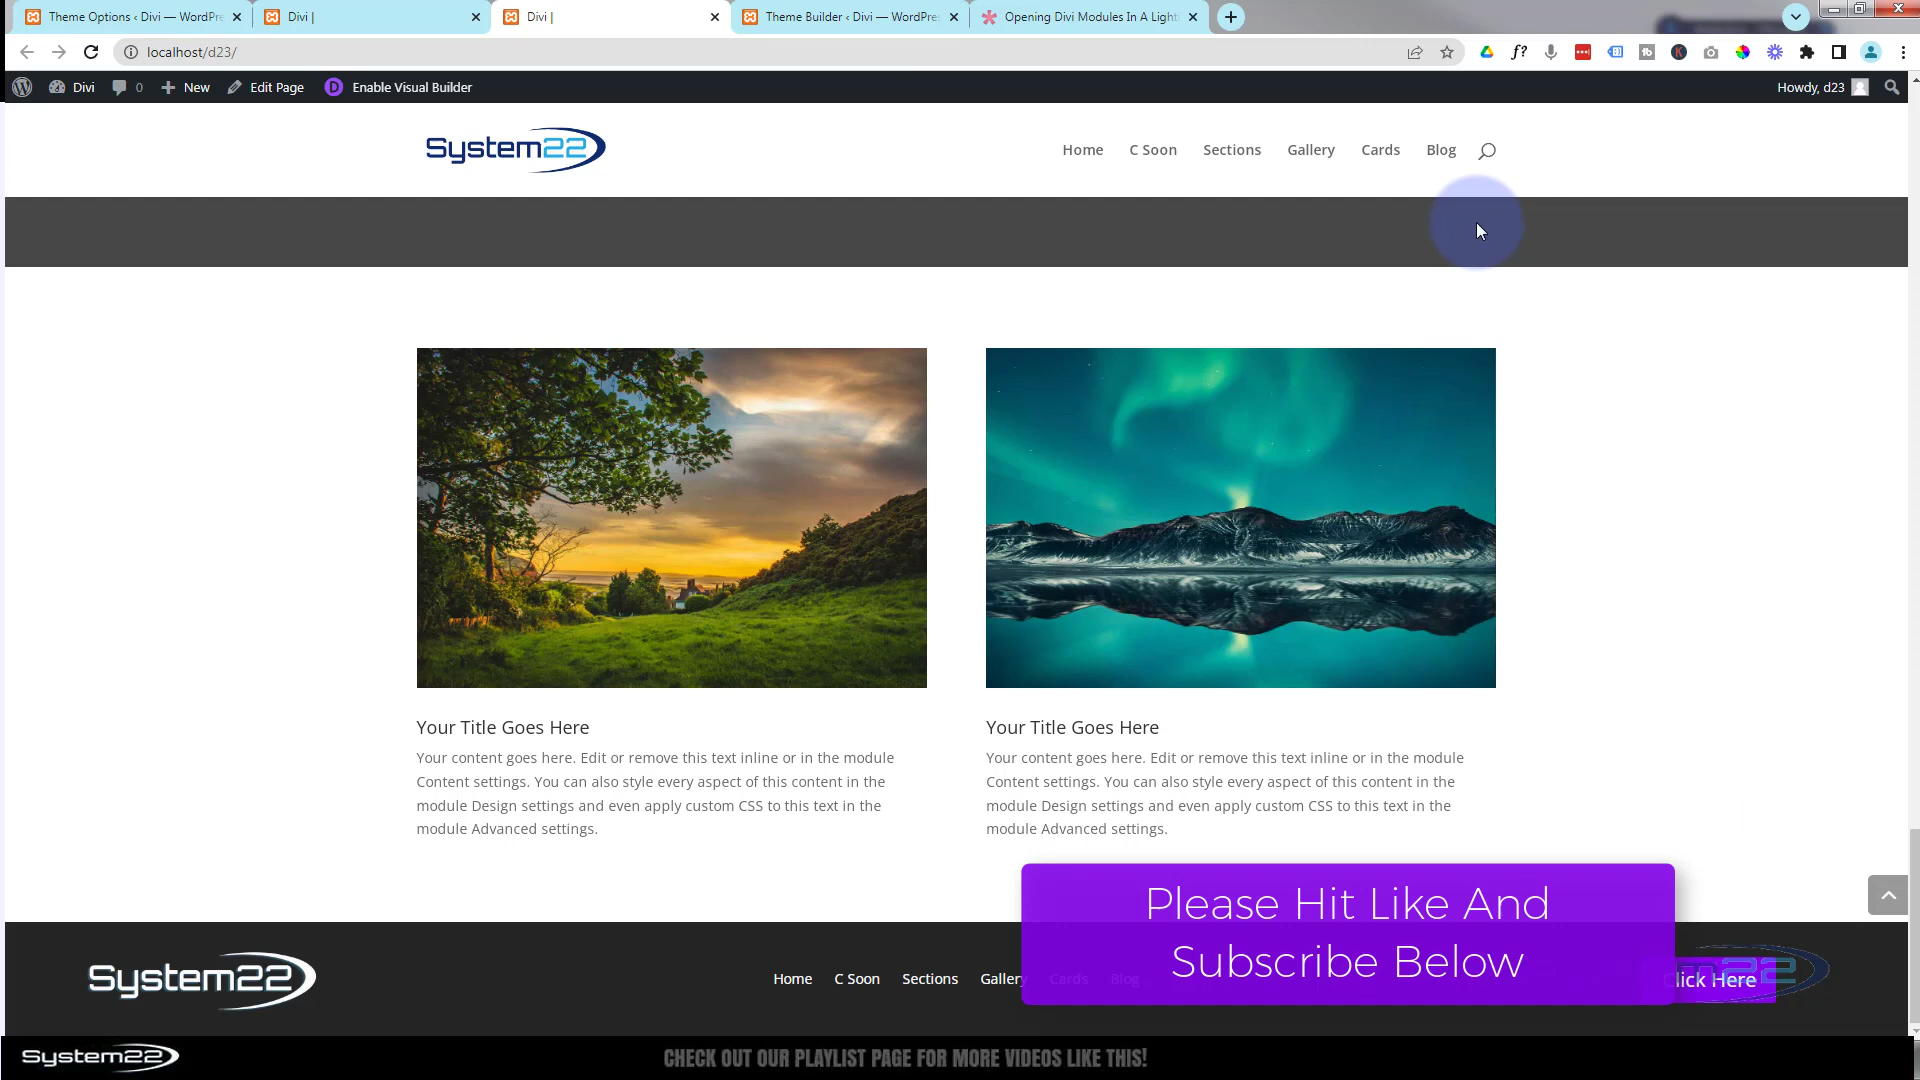 Theme Options ‹ Divi — WordPre
Divi |
Divi |
Theme Builder ‹ Divi — WordPre
Opening Divi Modules In A Light
localhost/d23/
Divi
0
New
Edit Page
Enable Visual Builder
Howdy, d23
System22
Home
C Soon
Sections
Gallery
Cards
Blog
Your Title Goes Here
Your content goes here. Edit or remove this text inline or in the module
Content settings. You can also style every aspect of this content in the
module Design settings and even apply custom CSS to this text in the
module Advanced settings.
Your Title Goes Here
Your content goes here. Edit or remove this text inline or in the module
Content settings. You can also style every aspect of this content in the
module Design settings and even apply custom CSS to this text in the
module Advanced settings.
Please Hit Like And
Subscribe Below
System22
Home
C Soon
Sections
Gallery
Cards
Blog
Click Here
System22
CHECK OUT OUR PLAYLIST PAGE FOR MORE VIDEOS LIKE THIS!